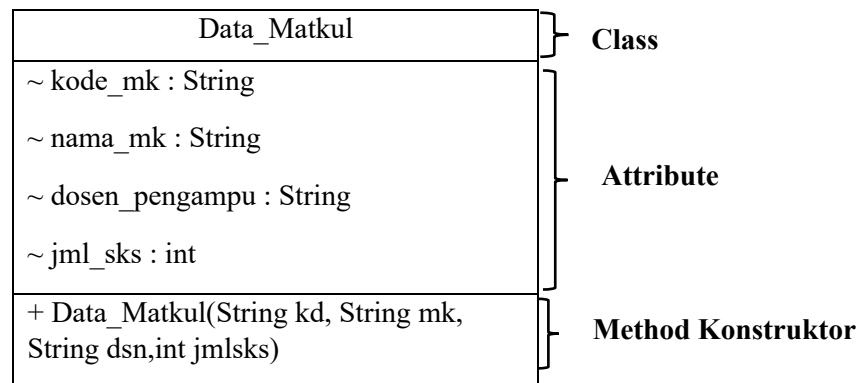 Data_Matkul
Class
~ kode_mk : String
~ nama_mk : String
~ dosen_pengampu : String
~ jml_sks : int
Attribute
+ Data_Matkul(String kd, String mk,
String dsn,int jmlsks)
Method Konstruktor